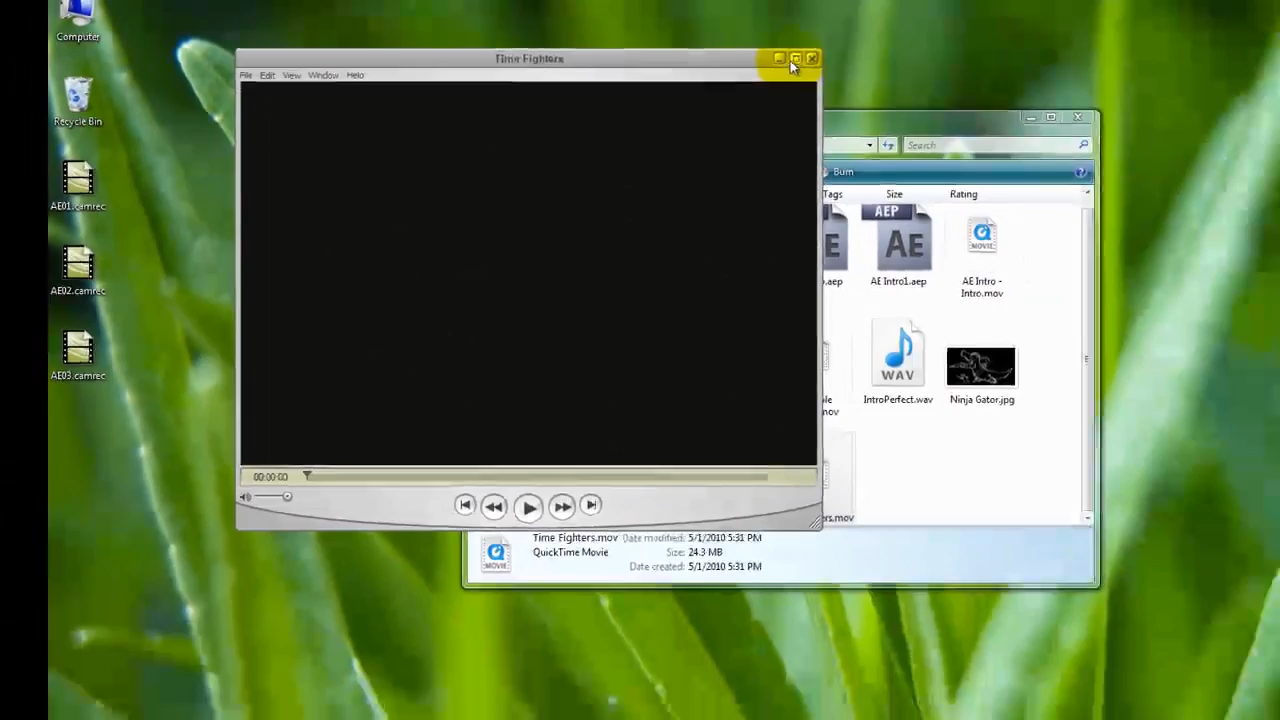 Computer
Recycle Bin
AE01.camrec
AE02.camrec
AE03.camrec
Time Fighters
File Edit View Window Help
00:00:00
Search
Burn
Tags Size Rating
AEP
E
AE
MOVIE
.aep
AE Intro1.aep
AE Intro -
Intro.mov
WAV
IntroPerfect.wav
Ninja Gator.jpg
Time Fighters.mov Date modified: 5/1/2010 5:31 PM
QuickTime Movie Size: 24.3 MB
Date created: 5/1/2010 5:31 PM
MOVIE